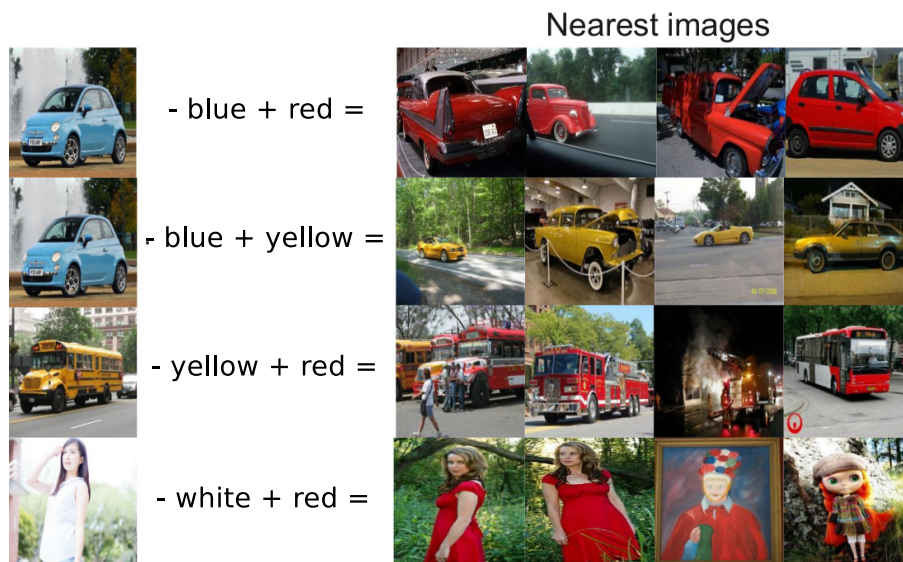 Nearest images
- blue + red =
- blue + yellow =
- yellow + red =
- white + red =